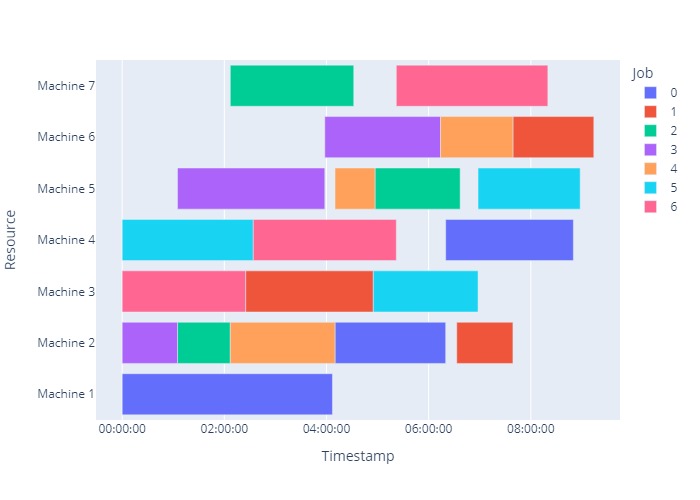 Job
0
1
2
3
4
5
6
Machine 7
Machine 6
Machine 5
Machine 4
Machine 3
Machine 2
Machine 1
Resource
00:00:00 02:00:00 04:00:00 06:00:00 08:00:00
Timestamp